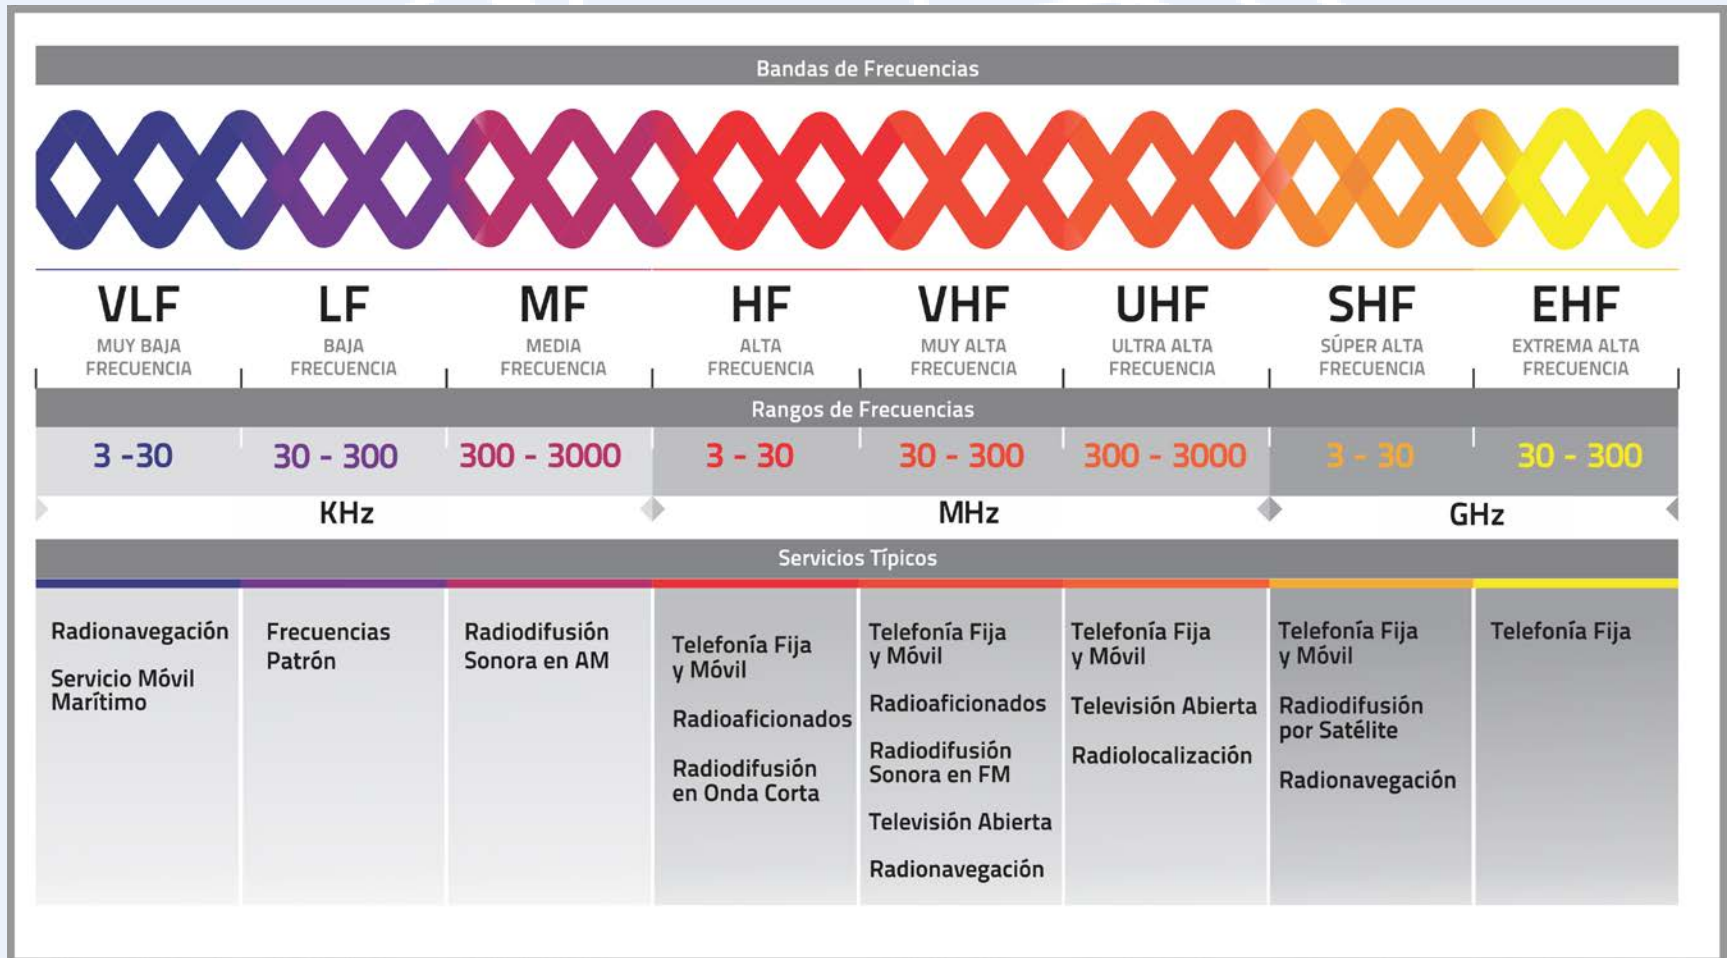 Bandas de Frecuencias
VLF
MUY BAJA
FRECUENCIA
LF
BAJA
FRECUENCIA
MF
MEDIA
FRECUENCIA
HF
ALTA
FRECUENCIA
VHF
MUY ALTA
FRECUENCIA
UHF
ULTRA ALTA
FRECUENCIA
SHF
SÚPER ALTA
FRECUENCIA
EHF
EXTREMA ALTA
FRECUENCIA
Rangos de Frecuencias
3 -30
30 - 300
300 - 3000
3 - 30
30 - 300
300 - 3000
3 - 30
30 - 300
KHz
MHz
GHz
Servicios Típicos
Radionavegación
Servicio Móvil
Marítimo
Frecuencias
Patrón
Radiodifusión
Sonora en AM
Telefonía Fija
y Móvil
Radioaficionados
Radiodifusión
en Onda Corta
Telefonía Fija
y Móvil
Radioaficionados
Radiodifusión
Sonora en FM
Televisión Abierta
Radionavegación
Telefonía Fija
y Móvil
Televisión Abierta
Radiolocalización
Telefonía Fija
y Móvil
Radiodifusión
por Satélite
Radionavegación
Telefonía Fija